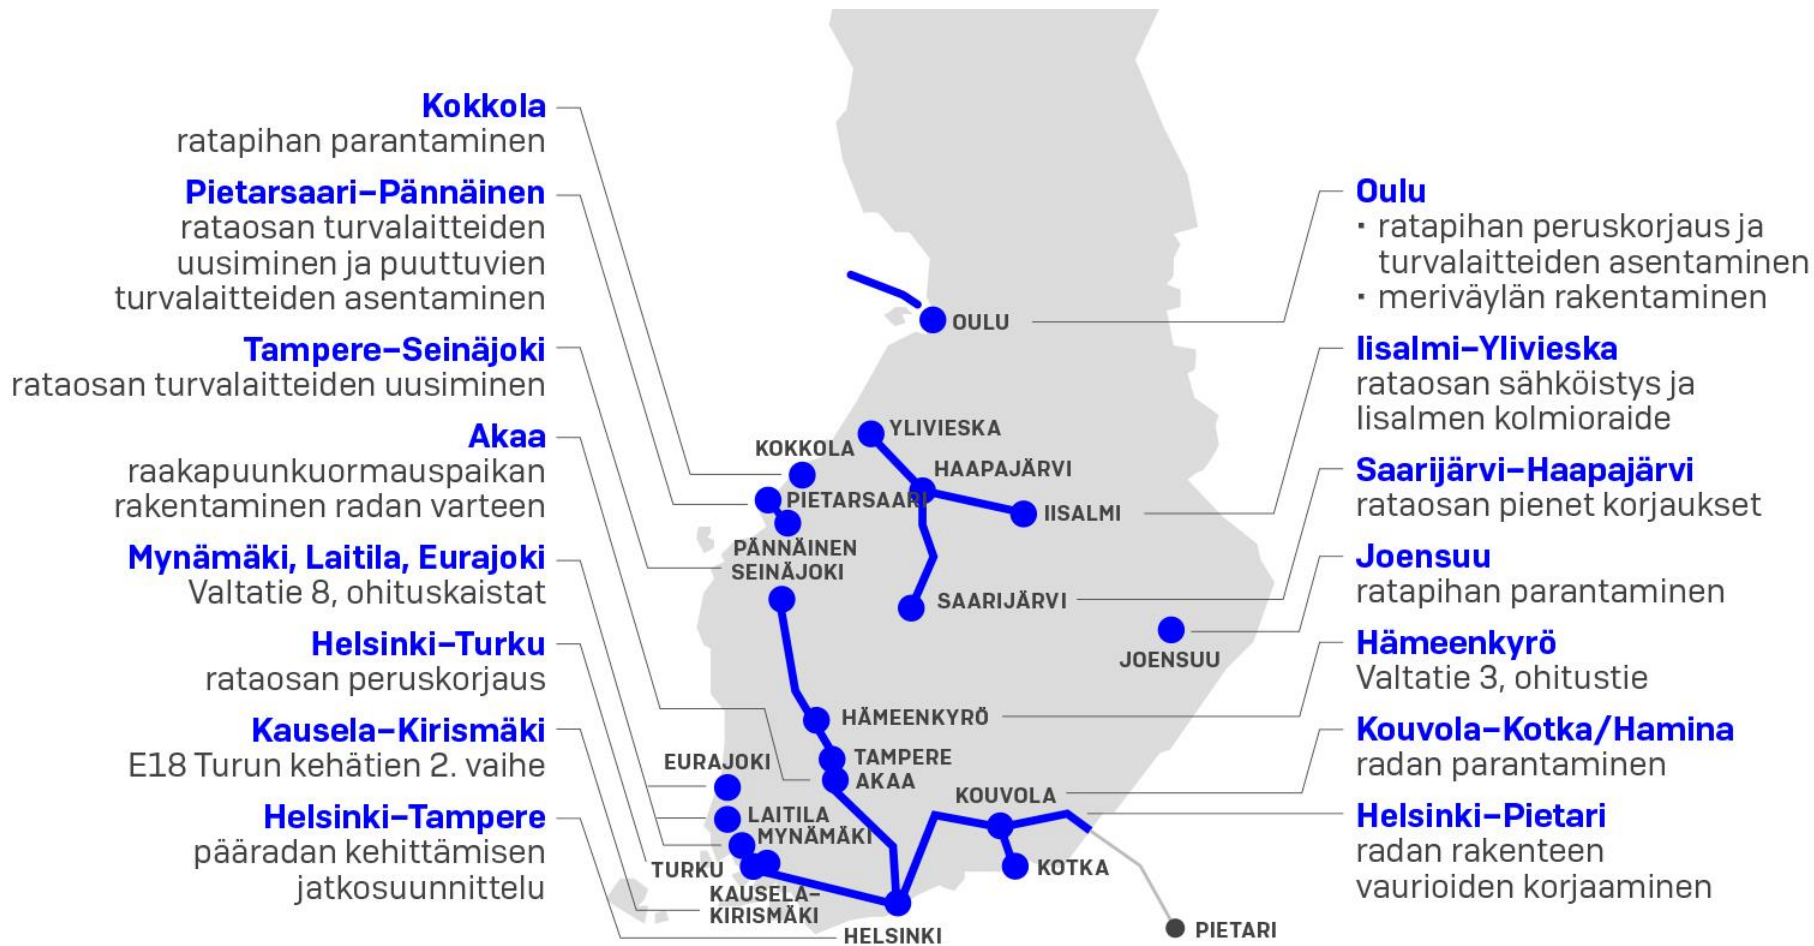 Kokkola
ratapihan parantaminen
Pietarsaari–Pännäinen
rataosan turvalaitteiden
uusiminen ja puuttuvien
turvalaitteiden asentaminen
Tampere–Seinäjoki
rataosan turvalaitteiden uusiminen
Akaa
raakapuunkuormauspaikan
rakentaminen radan varteen
Mynämäki, Laitila, Eurajoki
Valtatie 8, ohituskaistat
Helsinki–Turku
rataosan peruskorjaus
Kausela–Kirismäki
E18 Turun kehätien 2. vaihe
Helsinki–Tampere
pääradan kehittämisen
jatkosuunnittelu
OULU
YLIVIESKA
KOKKOLA
HAAPAJÄRVI
PIETARSAARI
IISALMI
PÄNNÄINEN
SEINÄJOKI
SAARIJÄRVI
JOENSUU
HÄMEENKYRÖ
TAMPERE
EURAJOKI
AKAA
KOUVOLA
LAITILA
MYNÄMÄKI
TURKU
KOTKA
KAUSELA–
KIRISMÄKI
HELSINKI
PIETARI
Oulu
· ratapihan peruskorjaus ja
turvalaitteiden asentaminen
· meriväylän rakentaminen
Iisalmi–Ylivieska
rataosan sähköistys ja
Iisalmen kolmioraide
Saarijärvi–Haapajärvi
rataosan pienet korjaukset
Joensuu
ratapihan parantaminen
Hämeenkyrö
Valtatie 3, ohitustie
Kouvola–Kotka/Hamina
radan parantaminen
Helsinki–Pietari
radan rakenteen
vaurioiden korjaaminen